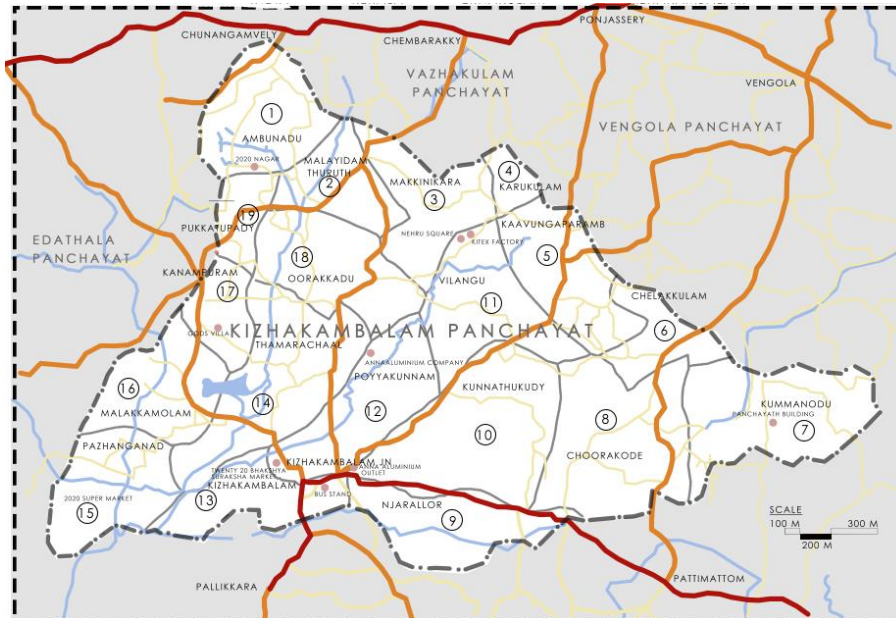 CHUNANGAMVELY
CHEMBARAKKY
PONJASSERY
VENGOLA
VAZHAKULAM
PANCHAYAT
VENGOLA PANCHAYAT
1
AMBUNADU
2020 NAGAR
MALAYIDAM
THURUTH
2
MAKKINIKARA
3
4
KARUKULAM
19
PUKKATUPADY
KAAVUNGAPARAMB
NEHRU SQUARE
KITEX FACTORY
5
EDATHALA
PANCHAYAT
KANAMPURAM
18
OORAKKADU
17
VILANGU
11
CHELAKKULAM
6
GODS VILLA
KIZHAKAMBALAM PANCHAYAT
THAMARACHAAL
ANNAALUMINIUM COMPANY
POYYAKUNNAM
16
MALAKKAMOLAM
14
12
KUNNATHUKUDY
10
8
KUMMANODU
PANCHAYATH BUILDING
7
PAZHANGANAD
CHOORAKODE
KIZHAKAMBALAM JN
ANNA ALUMINIUM
OUTLET
TWENTY 20 BHAKSHYA
SURAKSHA MARKET
KIZHAKAMBALAM
BUS STAND
2020 SUPER MARKET
15
13
NJARALLOR
9
SCALE
100 M
300 M
200 M
PALLIKKARA
PATTIMATTOM